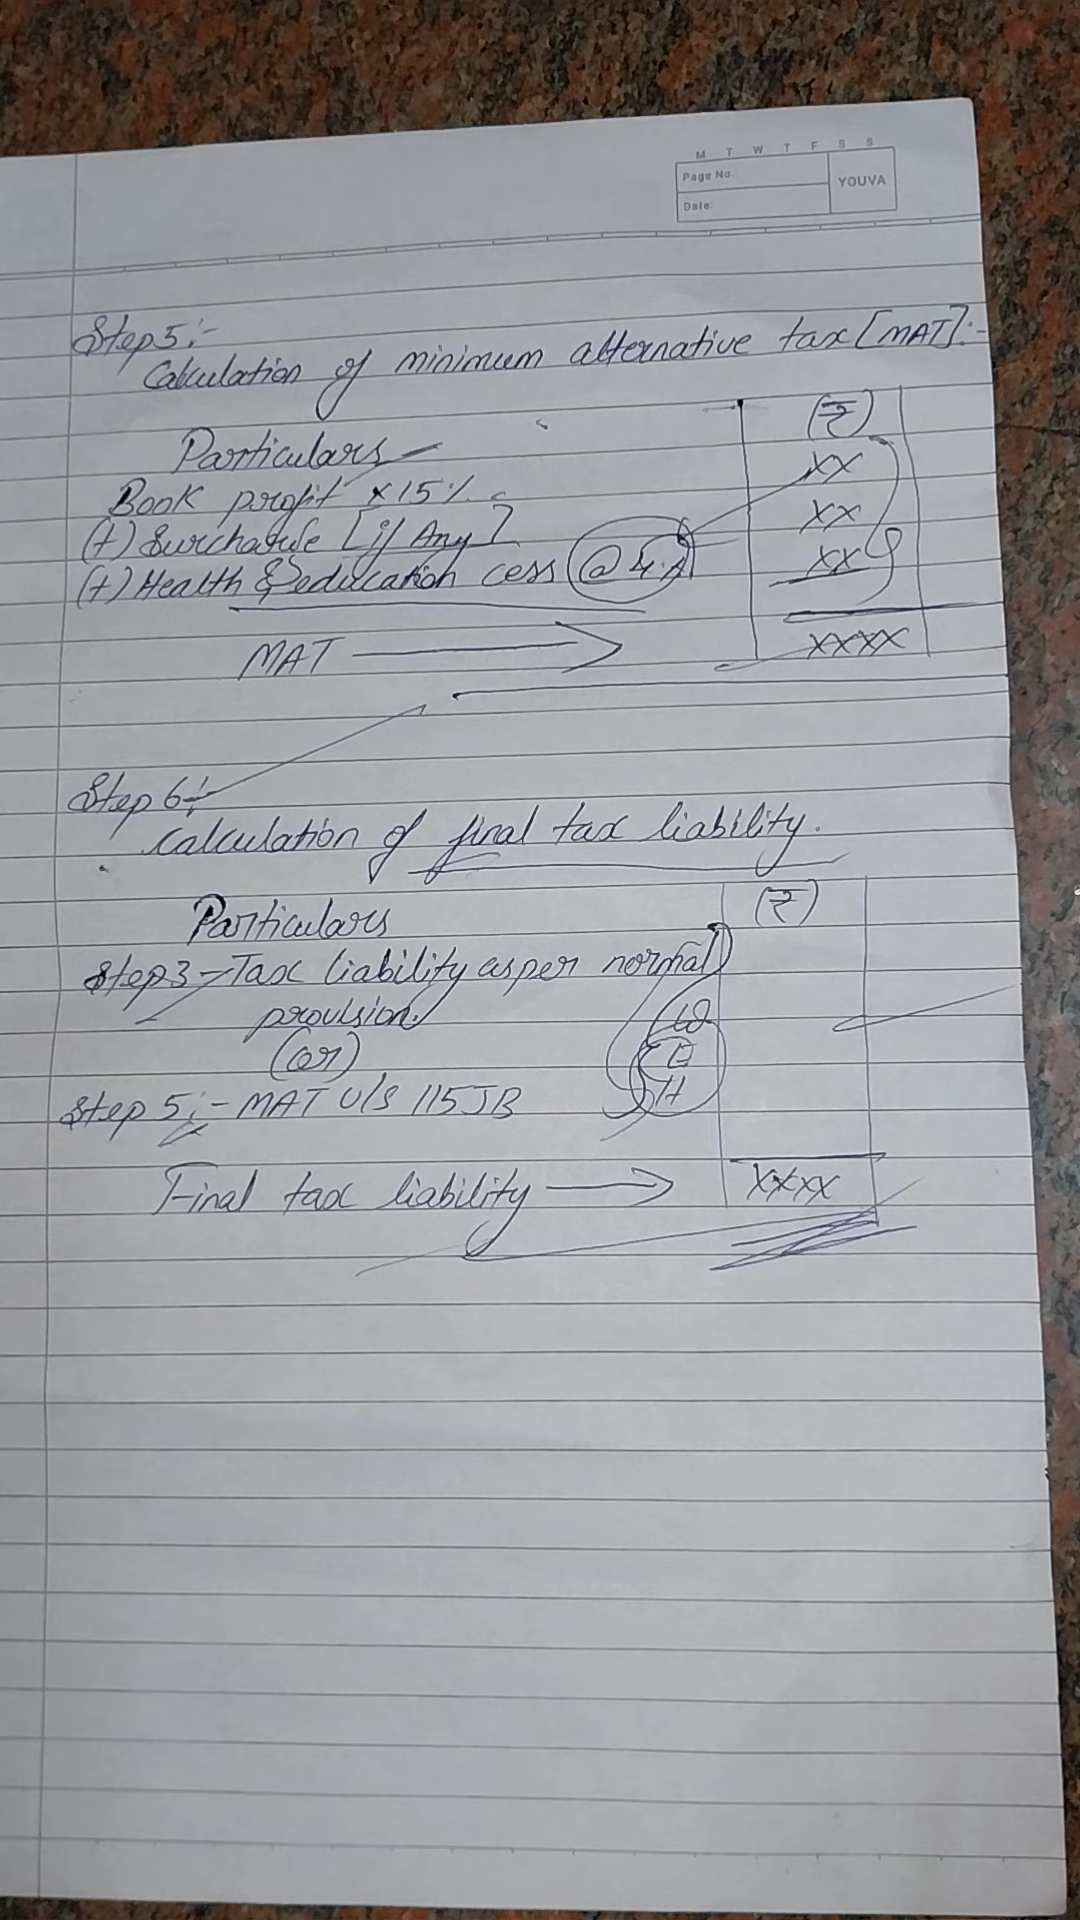 M T W T F S S
Page No
YOUVA
Date:
Step 5:-
Calculation of minimum alternative tax [MAT]:-
Particulars (₹)
Book profit x 15% xx
(+) Surcharge [if Any] xx
(+) Health & education cess @ 4% xx
MAT → xxxx
Step 6:-
Calculation of final tax liability.
Particulars (₹)
Step 3 - Tax liability as per normal
provision.
(or)
Step 5:- MAT U/S 115JB
Final tax liability → xxxx